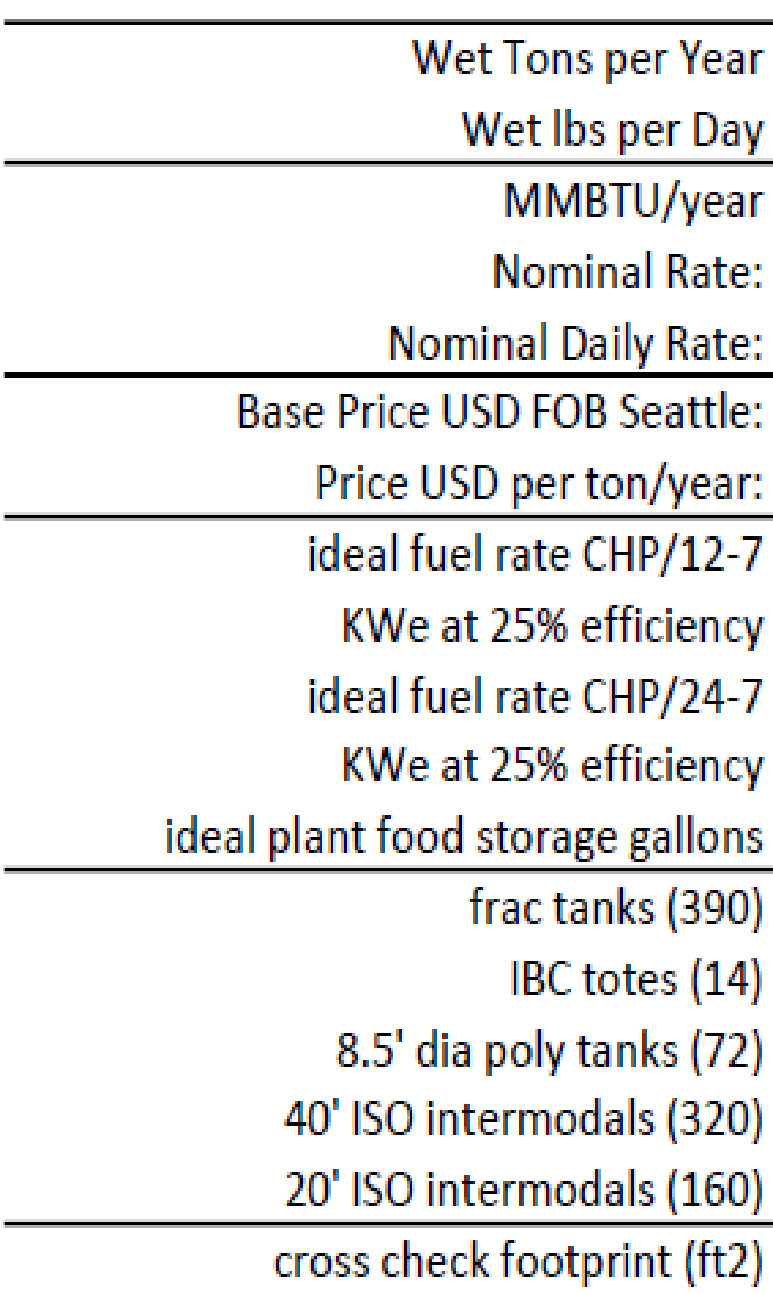 Wet Tons per Year
Wet lbs per Day
MMBTU/year
Nominal Rate:
Nominal Daily Rate:
Base Price USD FOB Seattle:
Price USD per ton/year:
ideal fuel rate CHP/12-7
KWe at 25% efficiency
ideal fuel rate CHP/24-7
KWe at 25% efficiency
ideal plant food storage gallons
frac tanks (390)
IBC totes (14)
8.5' dia poly tanks (72)
40' ISO intermodals (320)
20' ISO intermodals (160)
cross check footprint (ft2)